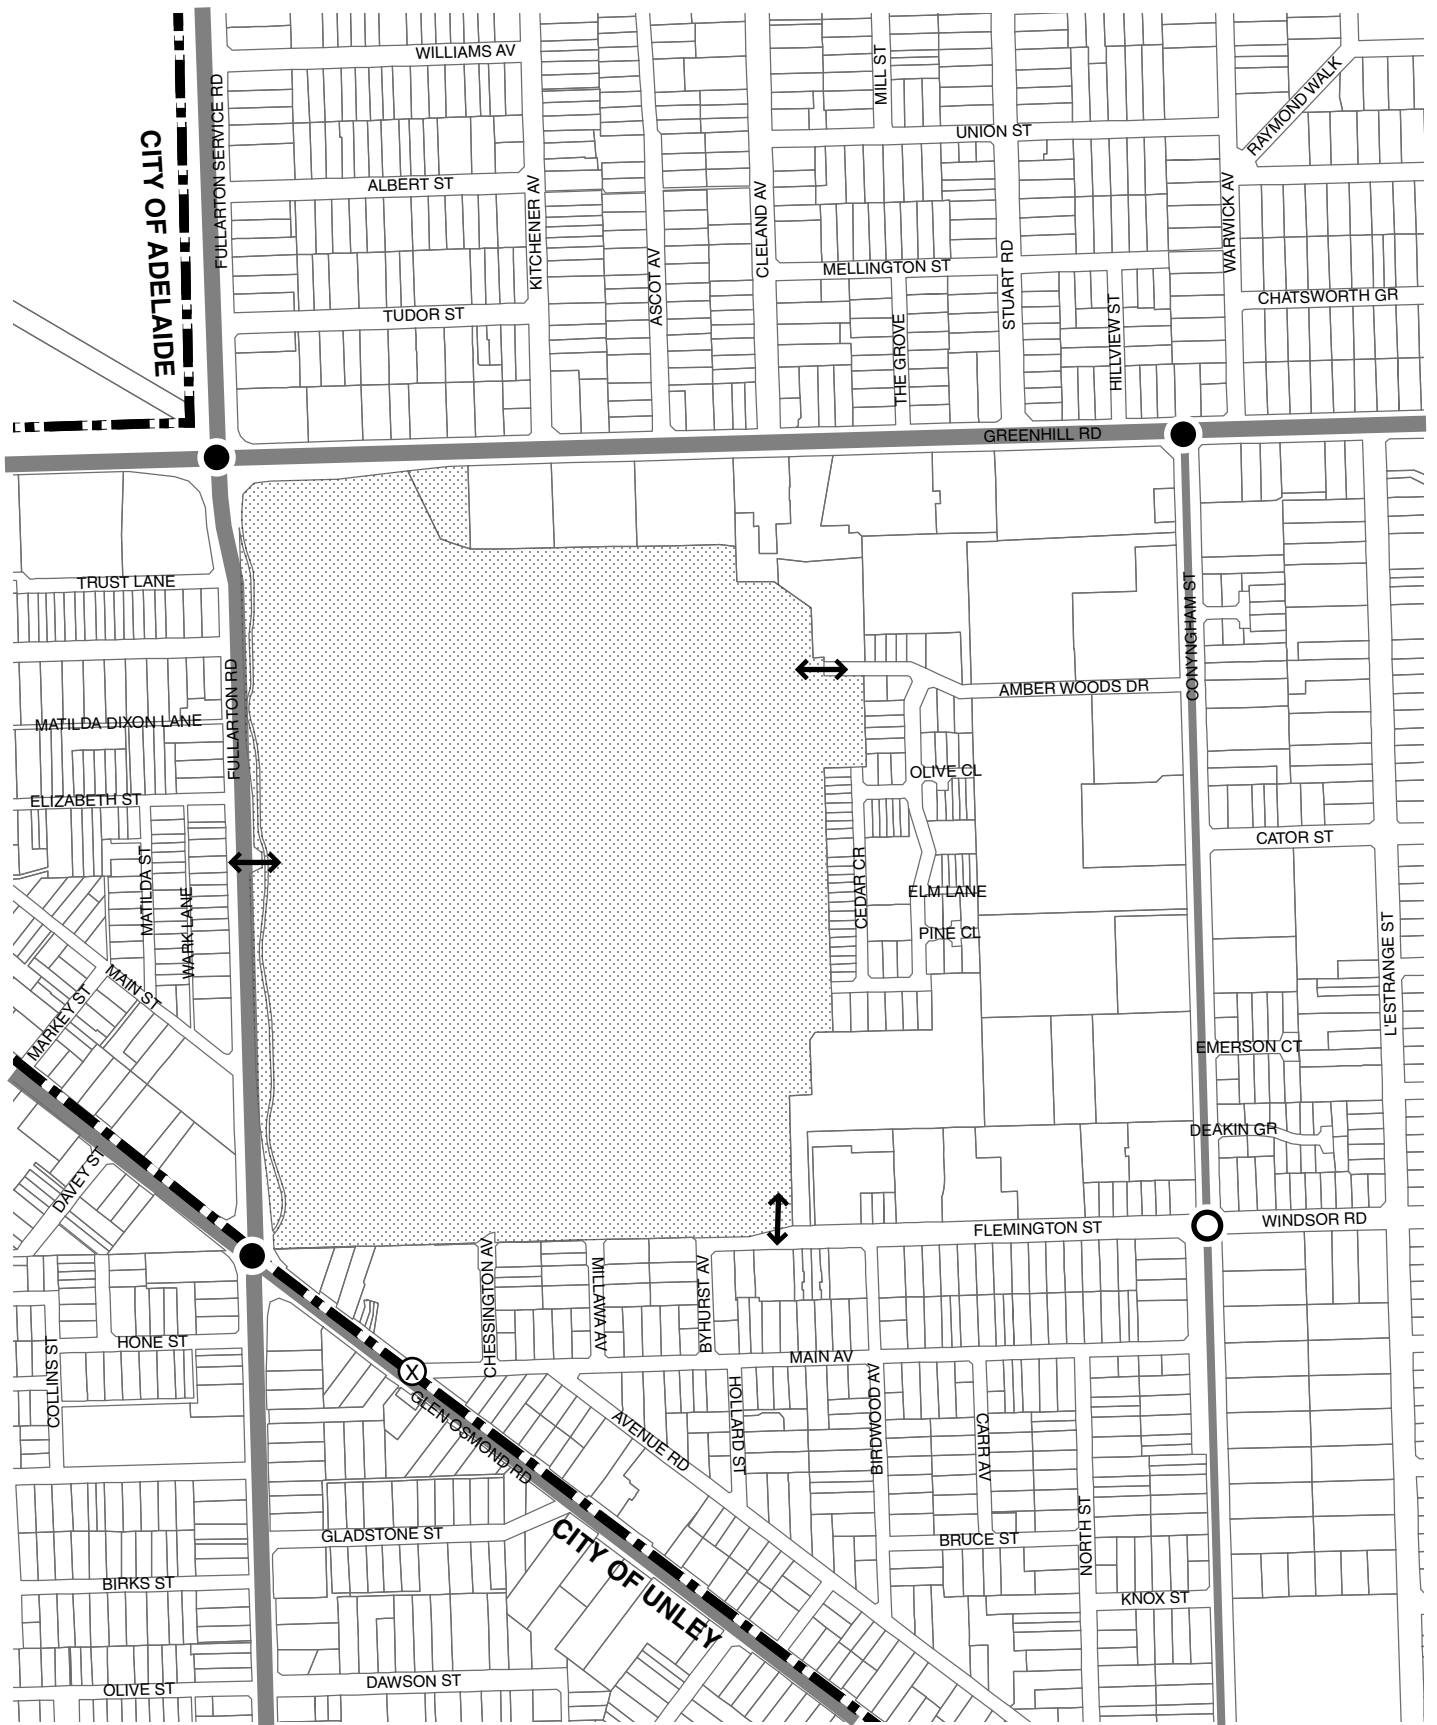 WILLIAMS AV
MILL ST
RAYMOND WALK
FULLARTON SERVICE RD
UNION ST
CITY OF ADELAIDE
ALBERT ST
KITCHENER AV
CLELAND AV
WARWICK AV
ASCOT AV
MELLINGTON ST
STUART RD
CHATSWORTH GR
TUDOR ST
THE GROVE
HILLVIEW ST
GREENHILL RD
TRUST LANE
CONYNGHAM ST
FULLARTON RD
AMBER WOODS DR
MATILDA DIXON LANE
OLIVE CL
ELIZABETH ST
CATOR ST
MATILDA ST
WARK LANE
CEDAR CR
ELM LANE
PINE CL
L'ESTRANGE ST
MAIN ST
MARKEY ST
EMERSON CT
DEAKIN GR
DAVEY ST
FLEMINGTON ST
WINDSOR RD
CHESSINGTON AV
MILLAWA AV
BYHURST AV
HONE ST
COLLINS ST
MAIN AV
X
GLEN OSMOND RD
AVENUE RD
HOLLARD ST
BIRDWOOD AV
CARR AV
NORTH ST
GLADSTONE ST
CITY OF UNLEY
BRUCE ST
BIRKS ST
KNOX ST
DAWSON ST
OLIVE ST